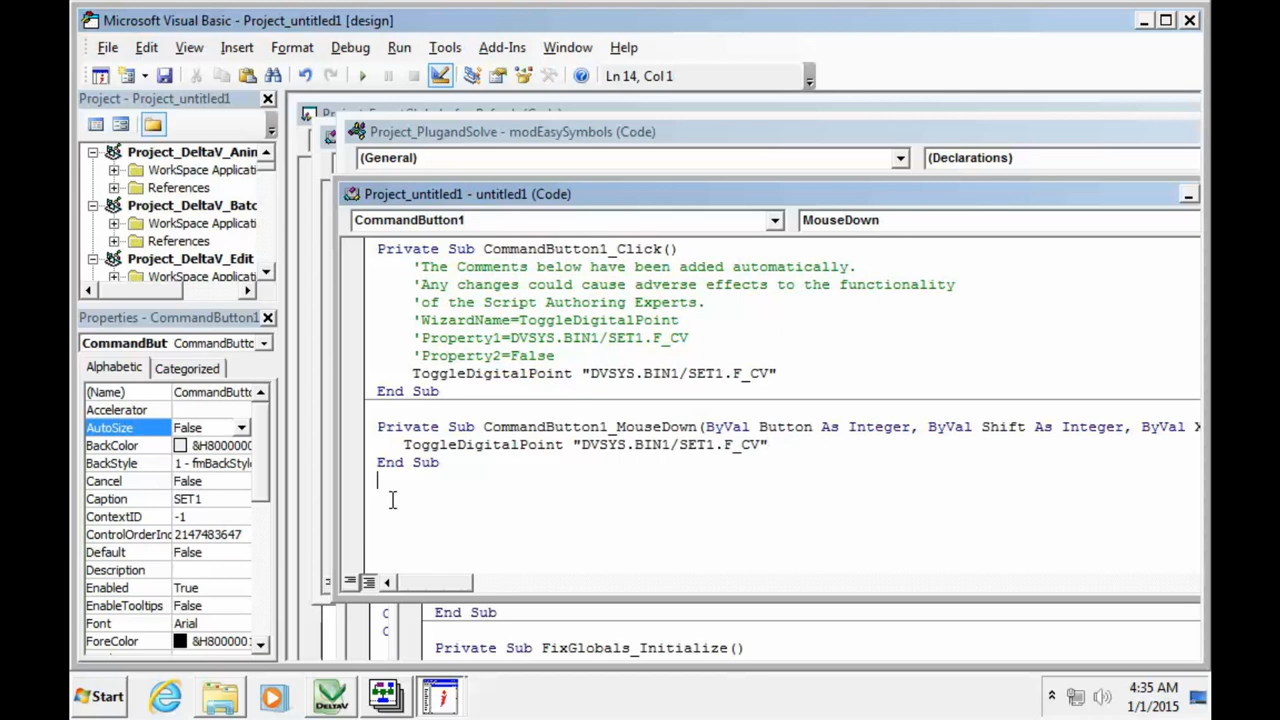 Microsoft Visual Basic - Project_untitled1 [design]
File Edit View Insert Format Debug Run Tools Add-Ins Window Help
Ln 14, Col 1
Project - Project_untitled1
Project_DeltaV_Anim
WorkSpace Applicati
References
Project_DeltaV_Batc
WorkSpace Applicati
References
Project_DeltaV_Edit
WorkSpace Applicati
Properties - CommandButton1
CommandBut CommandButto
Alphabetic Categorized
(Name) CommandButto
Accelerator
AutoSize False
BackColor &H8000000
BackStyle 1 - fmBackStyle
Cancel False
Caption SET1
ContextID -1
ControlOrderInd 2147483647
Default False
Description
Enabled True
EnableTooltips False
Font Arial
ForeColor &H8000001
Project_PlugandSolve - modEasySymbols (Code)
(General) (Declarations)
Project_untitled1 - untitled1 (Code)
CommandButton1 MouseDown
Private Sub CommandButton1_Click()
'The Comments below have been added automatically.
'Any changes could cause adverse effects to the functionality
'of the Script Authoring Experts.
'WizardName=ToggleDigitalPoint
'Property1=DVSYS.BIN1/SET1.F_CV
'Property2=False
ToggleDigitalPoint "DVSYS.BIN1/SET1.F_CV"
End Sub
Private Sub CommandButton1_MouseDown(ByVal Button As Integer, ByVal Shift As Integer, ByVal X
ToggleDigitalPoint "DVSYS.BIN1/SET1.F_CV"
End Sub
End Sub
Private Sub FixGlobals_Initialize()
Start
DELTAV
4:35 AM
1/1/2015